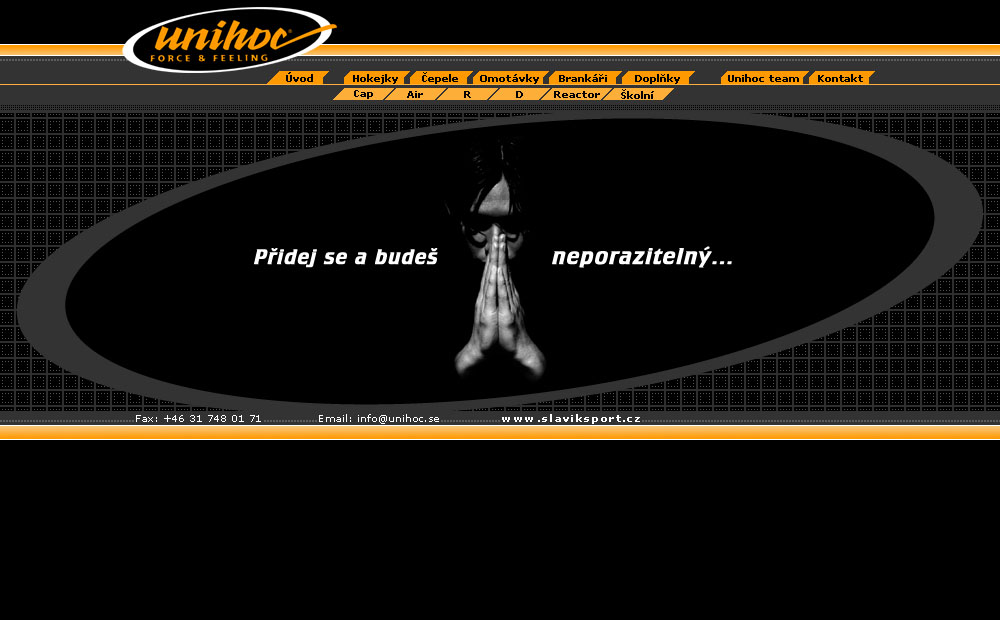 unihoc
FORCE & FEELING
Úvod Hokejky Čepele Omotávky Brankáři Doplňky Unihoc team Kontakt
Cap Air R D Reactor Školní
Přidej se a budeš neporazitelný...
Fax: +46 31 748 01 71 Email: info@unihoc.se www.slaviksport.cz